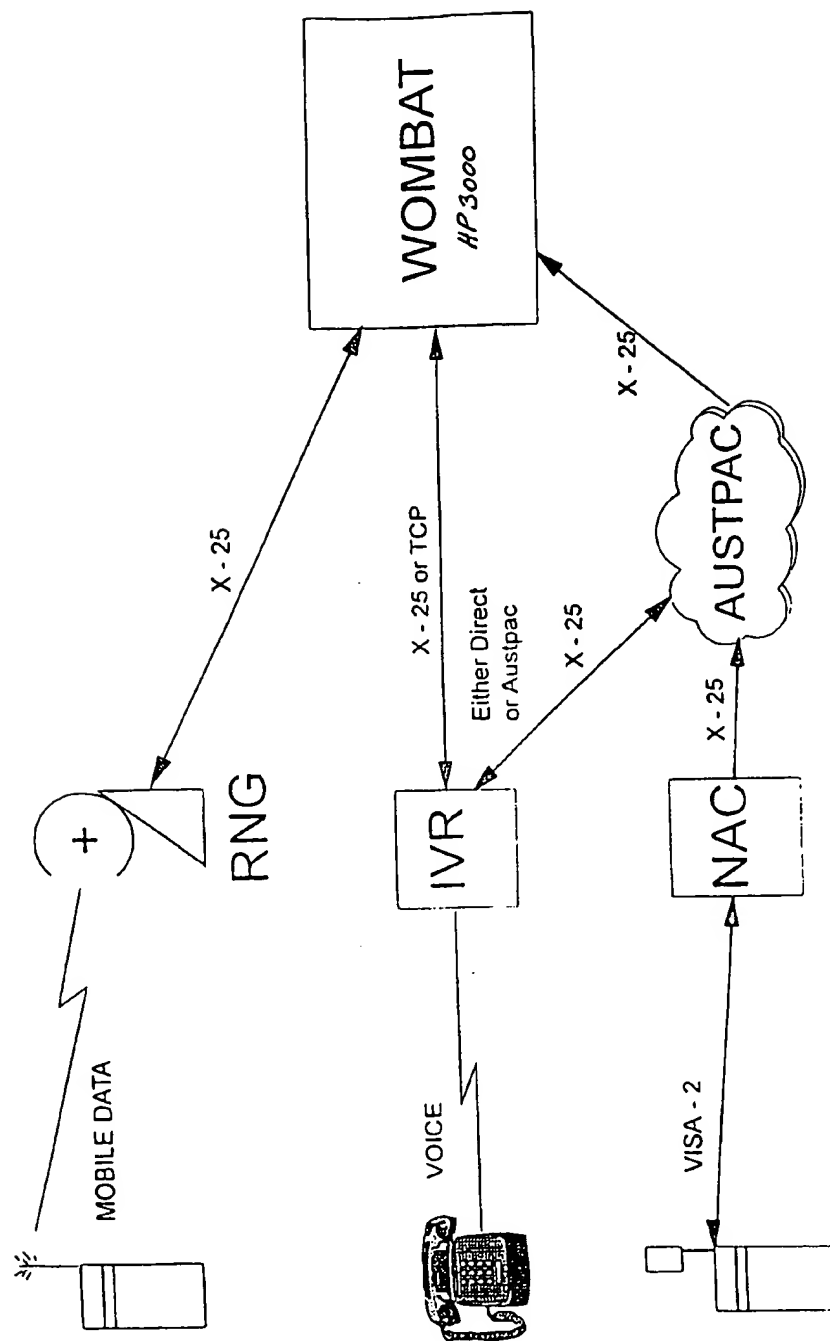 MOBILE DATA
RNG
X - 25
WOMBAT
HP3000
VOICE
IVR
X - 25 or TCP
Either Direct
or Austpac
X - 25
X - 25
VISA - 2
NAC
X - 25
AUSTPAC